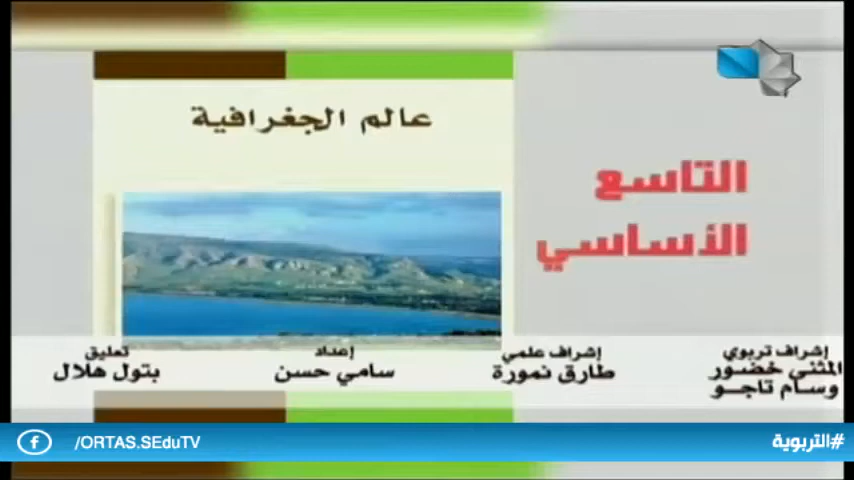 عالم الجغرافية
التاسع
الأساسي
إشراف تربوي
المثنى خضور
وسام تاجو
إشراف علمي
طارق نمورة
إعداد
سامي حسن
تعليق
بتول هلال
/ORTAS.SEduTV
#التربوية